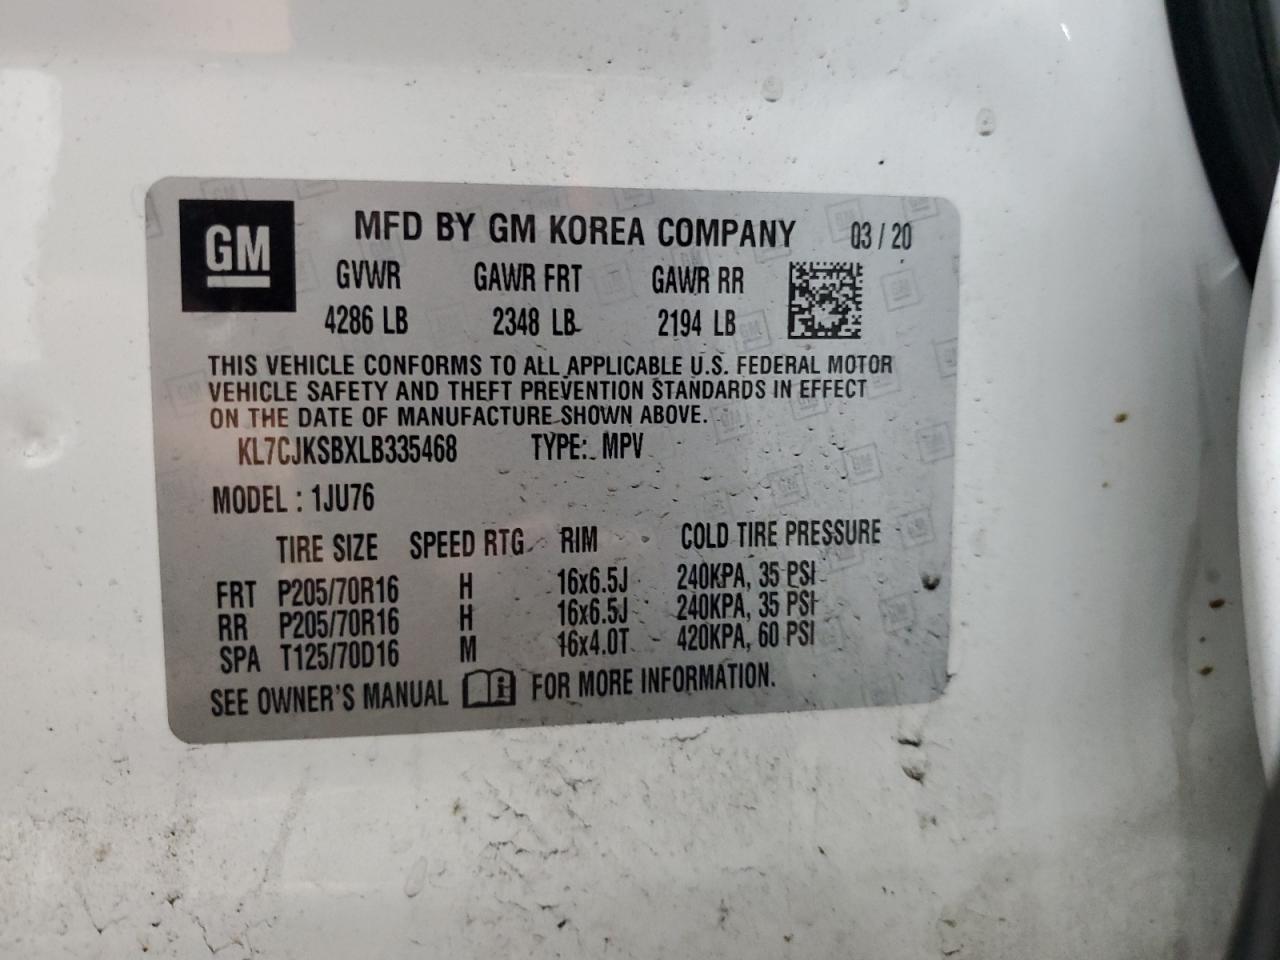 GM MFD BY GM KOREA COMPANY 03 / 20
GVWR GAWR FRT GAWR RR
4286 LB 2348 LB 2194 LB
THIS VEHICLE CONFORMS TO ALL APPLICABLE U.S. FEDERAL MOTOR
VEHICLE SAFETY AND THEFT PREVENTION STANDARDS IN EFFECT
ON THE DATE OF MANUFACTURE SHOWN ABOVE.
KL7CJKSBXLB335468 TYPE: MPV
MODEL : 1JU76
TIRE SIZE SPEED RTG RIM COLD TIRE PRESSURE
FRT P205/70R16 H 16x6.5J 240KPA, 35 PSI
RR P205/70R16 H 16x6.5J 240KPA, 35 PSI
SPA T125/70D16 M 16x4.0T 420KPA, 60 PSI
SEE OWNER'S MANUAL FOR MORE INFORMATION.